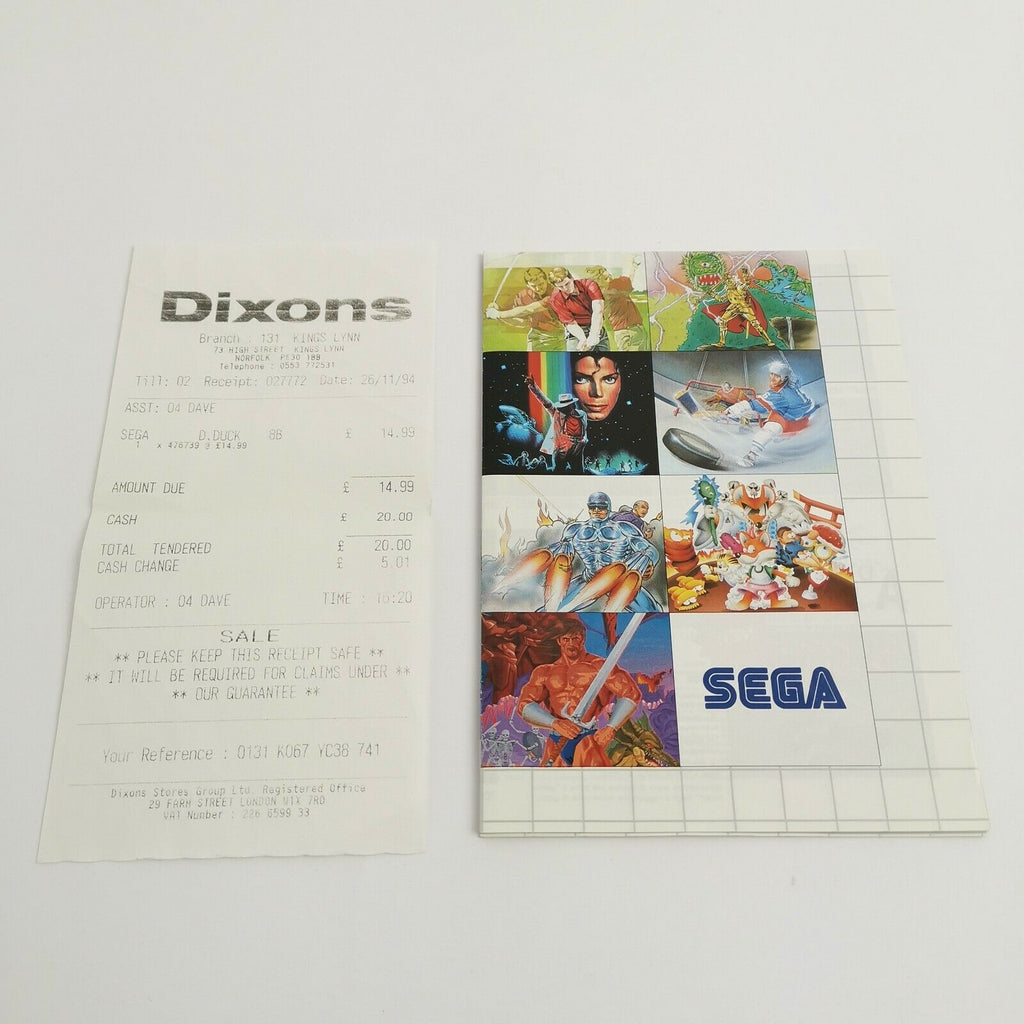 Dixons
Branch : 131 KINGS LYNN
73 HIGH STREET KINGS LYNN
NORFOLK PE30 1BB
Telephone : 0553 772531
Till: 02 Receipt: 027772 Date: 26/11/94
ASST: 04 DAVE
SEGA D.DUCK 8B £ 14.99
1 x 476739 @ £14.99
AMOUNT DUE £ 14.99
CASH £ 20.00
TOTAL TENDERED £ 20.00
CASH CHANGE £ 5.01
OPERATOR : 04 DAVE TIME : 16:20
SALE
** PLEASE KEEP THIS RECEIPT SAFE **
** IT WILL BE REQUIRED FOR CLAIMS UNDER **
** OUR GUARANTEE **
Your Reference : 0131 K067 YC38 741
Dixons Stores Group Ltd. Registered Office
29 FARM STREET LONDON W1X 7RD
VAT Number : 226 6599 33
SEGA